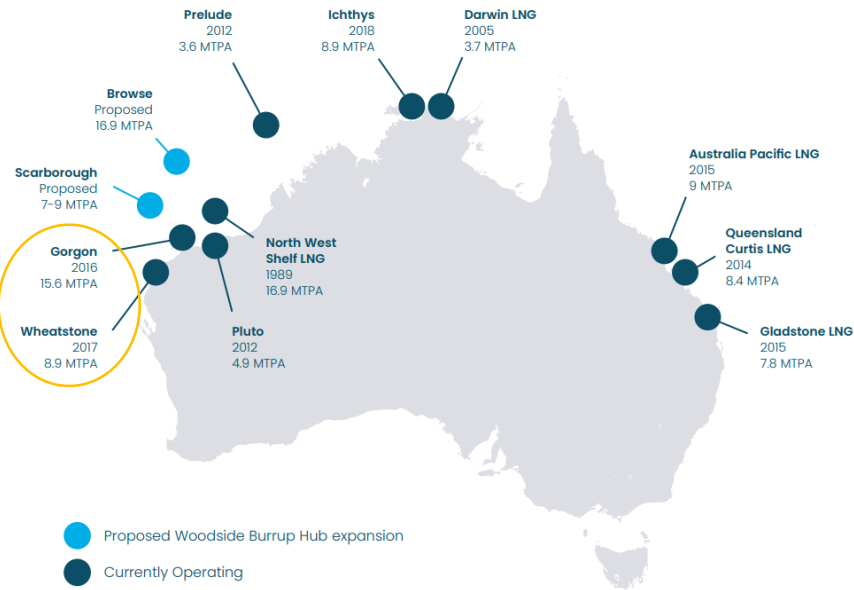 Prelude
2012
3.6 MTPA
Ichthys
2018
8.9 MTPA
Darwin LNG
2005
3.7 MTPA
Browse
Proposed
16.9 MTPA
Scarborough
Proposed
7-9 MTPA
Gorgon
2016
15.6 MTPA
Wheatstone
2017
8.9 MTPA
North West
Shelf LNG
1989
16.9 MTPA
Pluto
2012
4.9 MTPA
Australia Pacific LNG
2015
9 MTPA
Queensland
Curtis LNG
2014
8.4 MTPA
Gladstone LNG
2015
7.8 MTPA
Proposed Woodside Burrup Hub expansion
Currently Operating